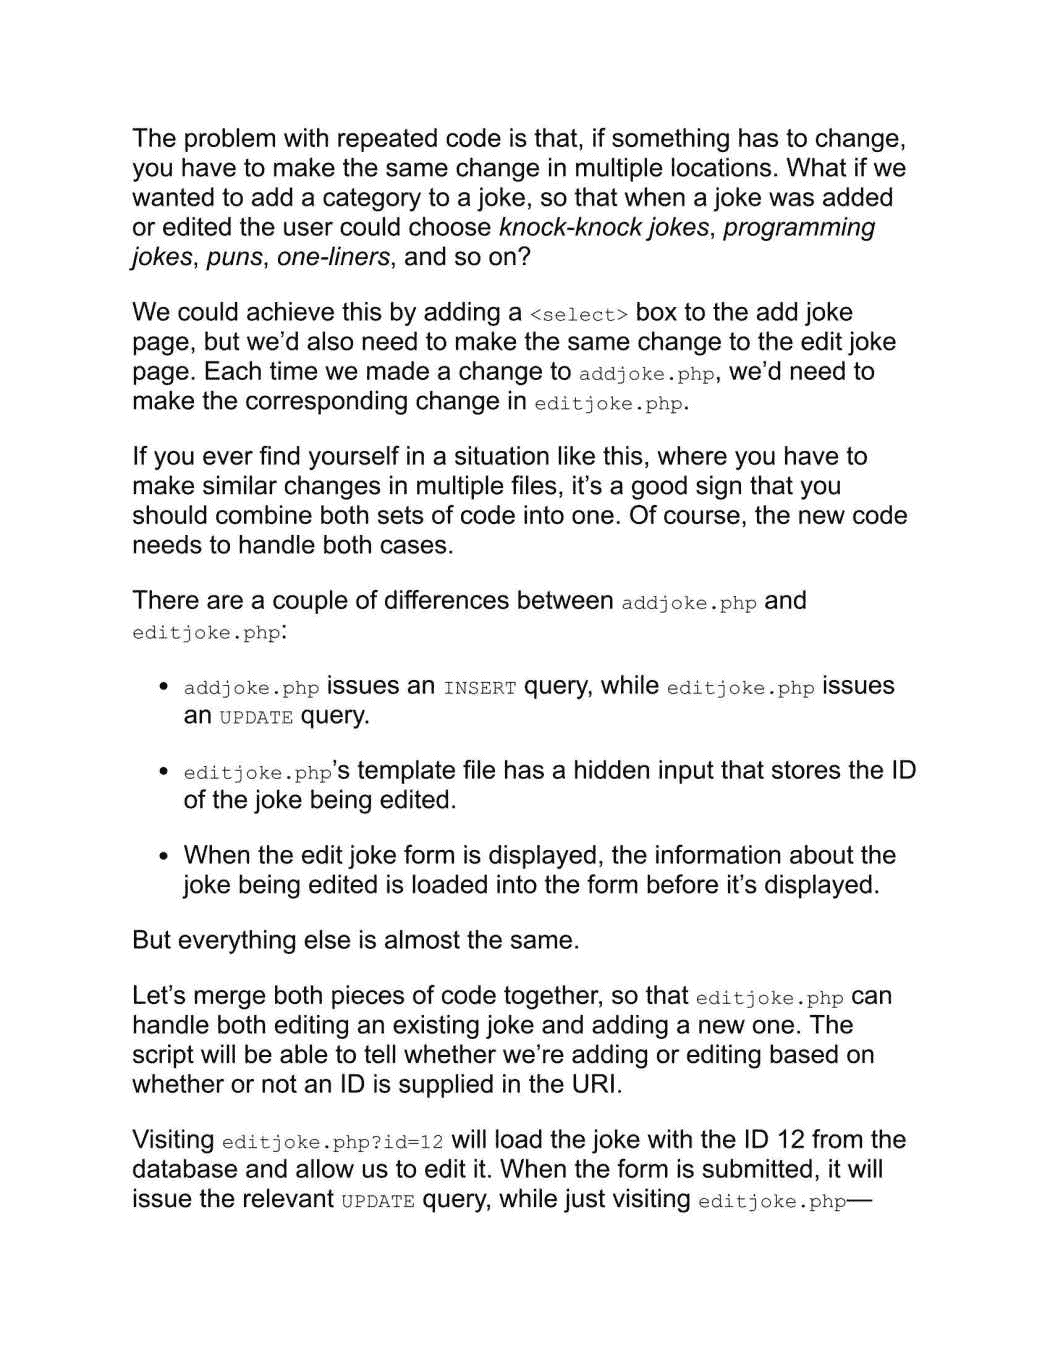 The problem with repeated code is that, if something has to change,
you have to make the same change in multiple locations. What if we
wanted to add a category to a joke, so that when a joke was added
or edited the user could choose knock-knock jokes, programming
jokes, puns, one-liners, and so on?
We could achieve this by adding a <select> box to the add joke
page, but we’d also need to make the same change to the edit joke
page. Each time we made a change to addjoke.php, we’d need to
make the corresponding change in editjoke.php.
If you ever find yourself in a situation like this, where you have to
make similar changes in multiple files, it’s a good sign that you
should combine both sets of code into one. Of course, the new code
needs to handle both cases.
There are a couple of differences between addjoke.php and
editjoke.php:
• addjoke.php issues an INSERT query, while editjoke.php issues
an UPDATE query.
• editjoke.php’s template file has a hidden input that stores the ID
of the joke being edited.
• When the edit joke form is displayed, the information about the
joke being edited is loaded into the form before it’s displayed.
But everything else is almost the same.
Let’s merge both pieces of code together, so that editjoke.php can
handle both editing an existing joke and adding a new one. The
script will be able to tell whether we’re adding or editing based on
whether or not an ID is supplied in the URI.
Visiting editjoke.php?id=12 will load the joke with the ID 12 from the
database and allow us to edit it. When the form is submitted, it will
issue the relevant UPDATE query, while just visiting editjoke.php—